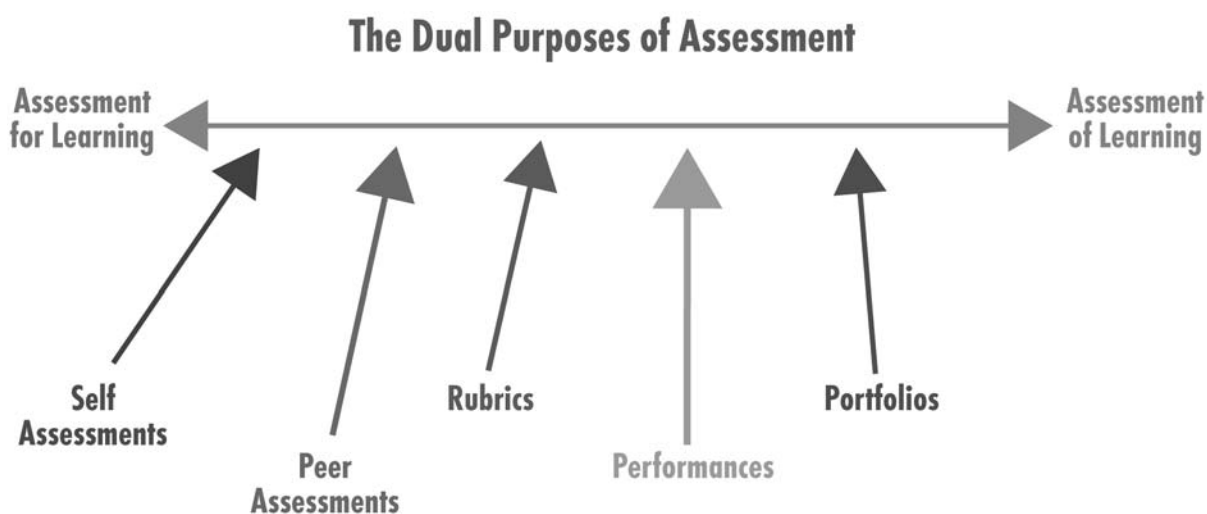 The Dual Purposes of Assessment
Assessment
for Learning
Assessment
of Learning
Self
Assessments
Peer
Assessments
Rubrics
Performances
Portfolios